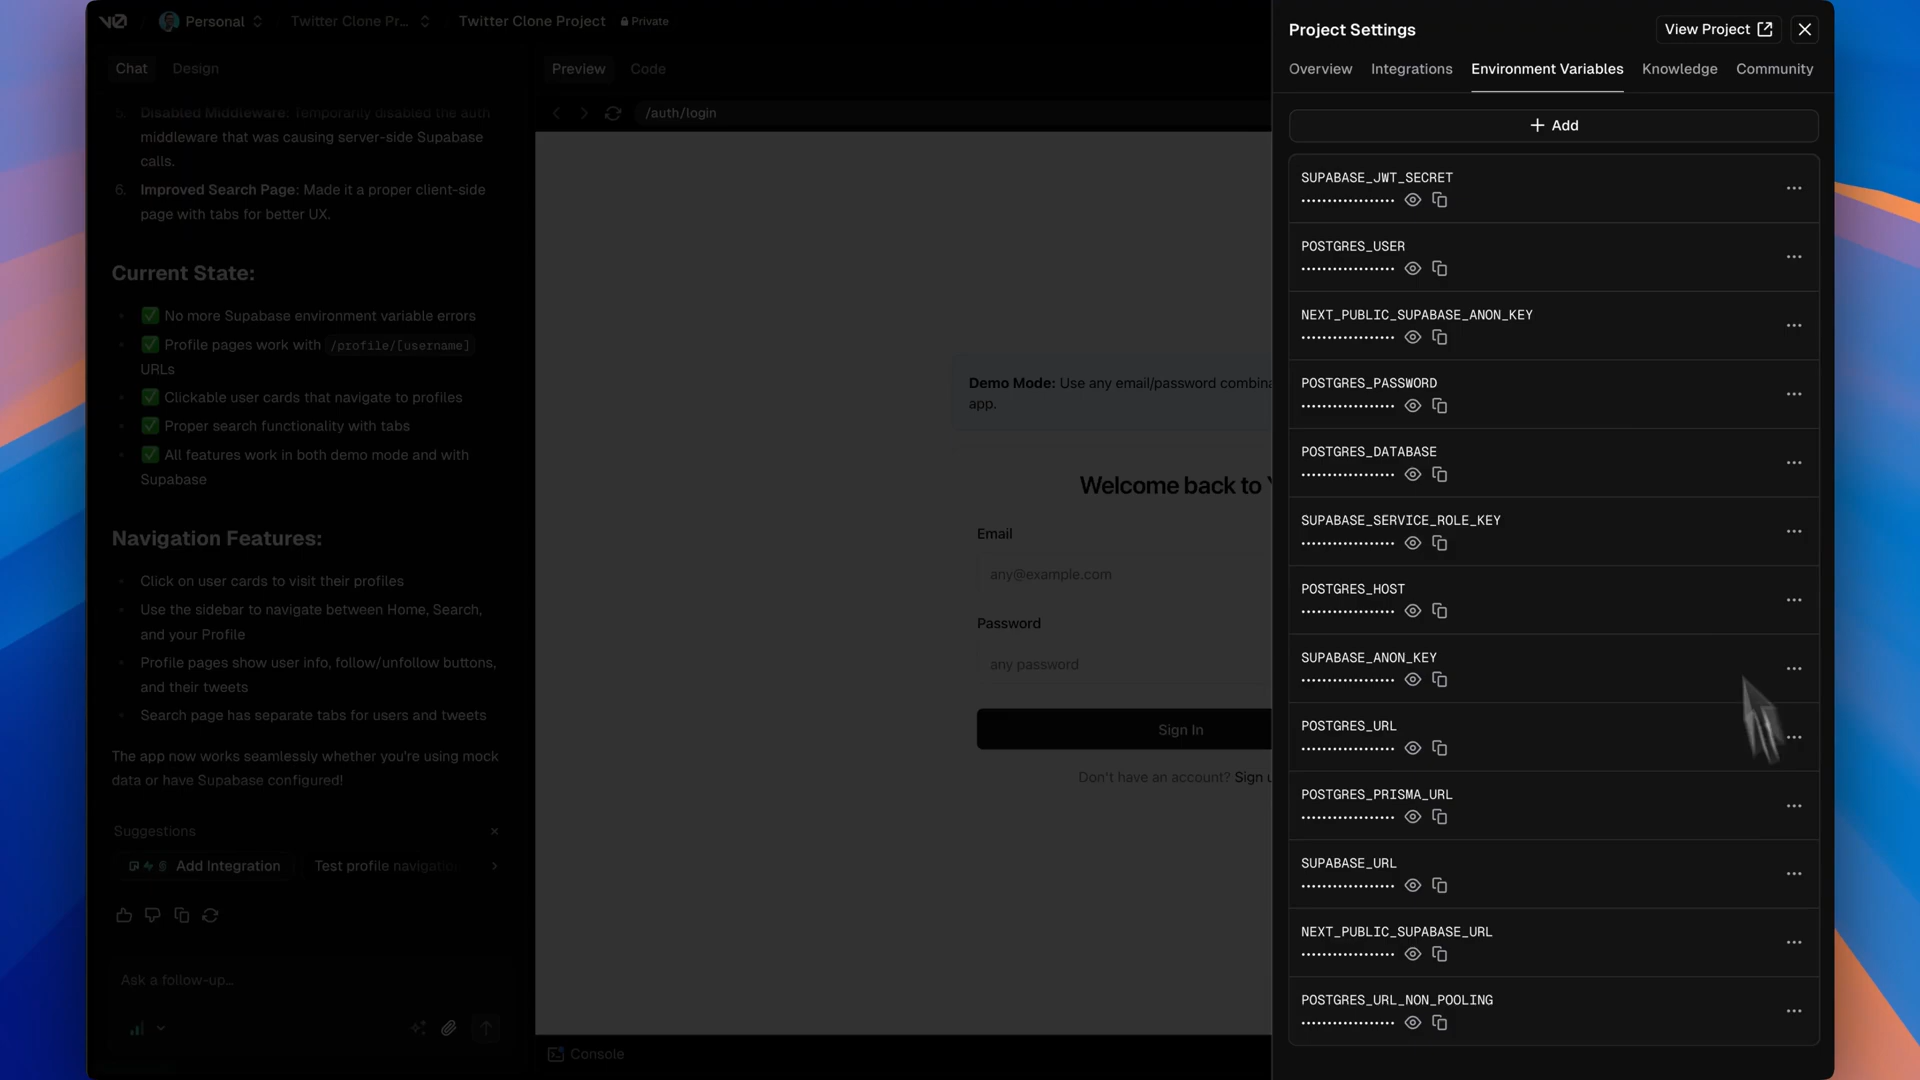 v0
Personal
Twitter Clone Pr...
Twitter Clone Project
Private
Chat
Design
5. Disabled Middleware: Temporarily disabled the auth
middleware that was causing server-side Supabase
calls.
6. Improved Search Page: Made it a proper client-side
page with tabs for better UX.
Current State:
No more Supabase environment variable errors
Profile pages work with /profile/[username]
URLs
Clickable user cards that navigate to profiles
Proper search functionality with tabs
All features work in both demo mode and with
Supabase
Navigation Features:
Click on user cards to visit their profiles
Use the sidebar to navigate between Home, Search,
and your Profile
Profile pages show user info, follow/unfollow buttons,
and their tweets
Search page has separate tabs for users and tweets
The app now works seamlessly whether you're using mock
data or have Supabase configured!
Suggestions
Add Integration
Test profile navigation
Ask a follow-up...
Preview
Code
/auth/login
Demo Mode: Use any email/password combina
app.
Welcome back to
Email
any@example.com
Password
any password
Sign In
Don't have an account? Sign u
Console
Project Settings
View Project
Overview
Integrations
Environment Variables
Knowledge
Community
+ Add
SUPABASE_JWT_SECRET
POSTGRES_USER
NEXT_PUBLIC_SUPABASE_ANON_KEY
POSTGRES_PASSWORD
POSTGRES_DATABASE
SUPABASE_SERVICE_ROLE_KEY
POSTGRES_HOST
SUPABASE_ANON_KEY
POSTGRES_URL
POSTGRES_PRISMA_URL
SUPABASE_URL
NEXT_PUBLIC_SUPABASE_URL
POSTGRES_URL_NON_POOLING